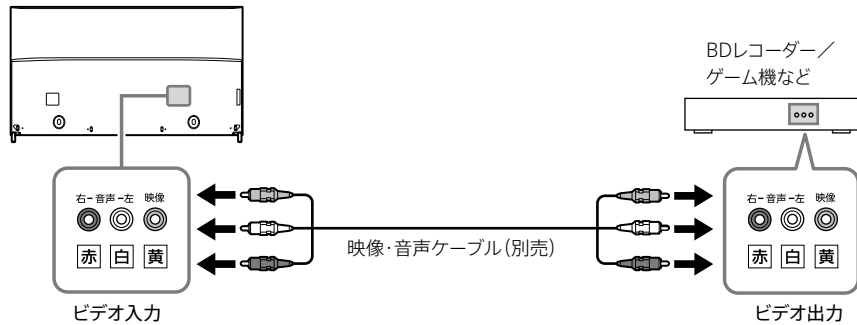 BDレコーダー／
ゲーム機など
右-音声-左 映像
赤 白 黄
ビデオ入力
映像・音声ケーブル（別売）
右-音声-左 映像
赤 白 黄
ビデオ出力